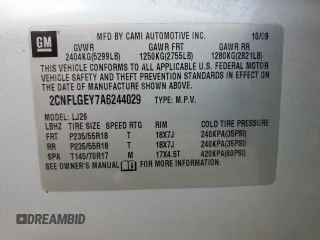 GM
MFD BY CAMI AUTOMOTIVE INC. 10/09
GVWR GAWR FRT GAWR RR
2404KG(5299LB) 1250KG(2755LB) 1280KG(2821LB)
THIS VEHICLE CONFORMS TO ALL APPLICABLE U.S. FEDERAL MOTOR
VEHICLE SAFETY, BUMPER, AND THEFT PREVENTION STANDARDS
IN EFFECT ON THE DATE OF MANUFACTURE SHOWN ABOVE.
2CNFLGEY7A6244029 TYPE: M.P.V.
MODEL: LJ26
LBHZ TIRE SIZE SPEED RTG RIM COLD TIRE PRESSURE
FRT P235/55R18 T 18X7J 240KPA(35PSI)
RR P235/55R18 T 18X7J 240KPA(35PSI)
SPA T145/70R17 M 17X4.5T 420KPA(60PSI)
SEE OWNER'S MANUAL FOR ADDITIONAL INFORMATION.
DREAMBID